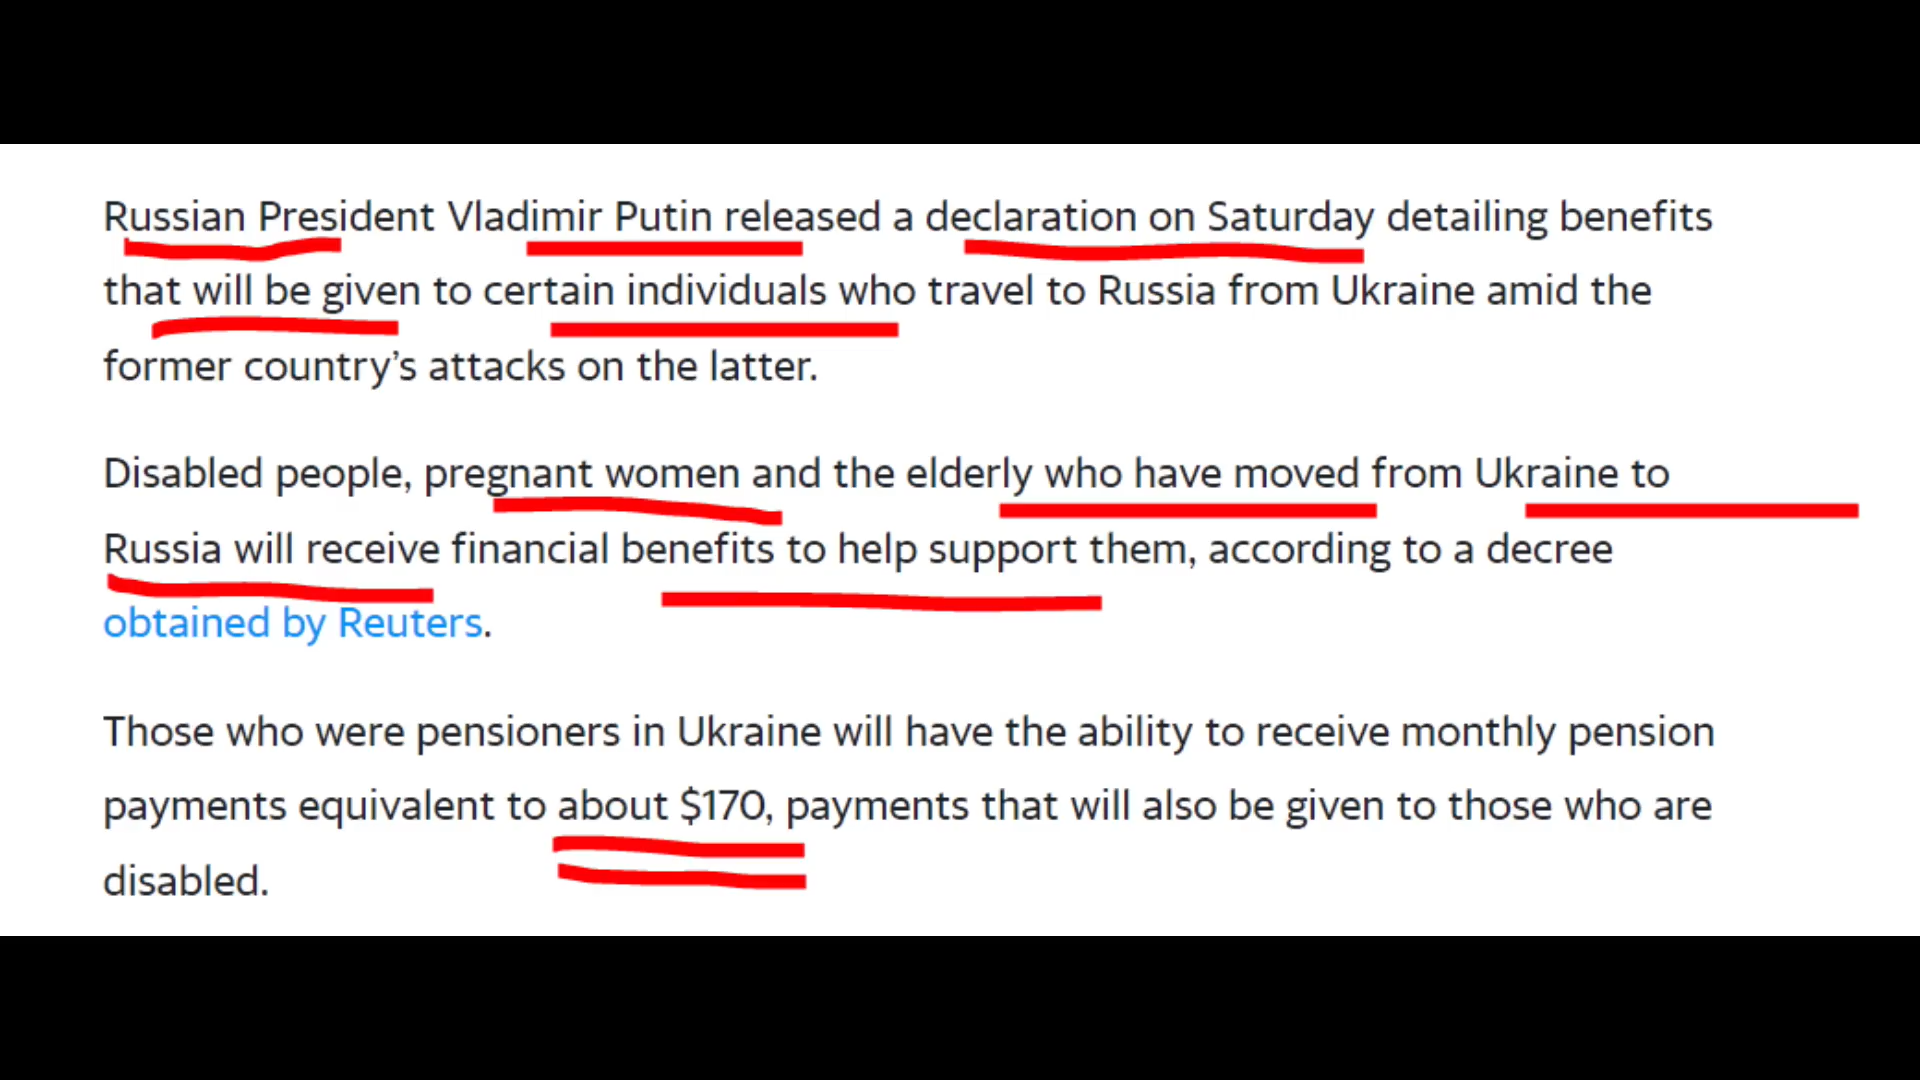 Russian President Vladimir Putin released a declaration on Saturday detailing benefits
that will be given to certain individuals who travel to Russia from Ukraine amid the
former country’s attacks on the latter.
Disabled people, pregnant women and the elderly who have moved from Ukraine to
Russia will receive financial benefits to help support them, according to a decree
obtained by Reuters.
Those who were pensioners in Ukraine will have the ability to receive monthly pension
payments equivalent to about $170, payments that will also be given to those who are
disabled.